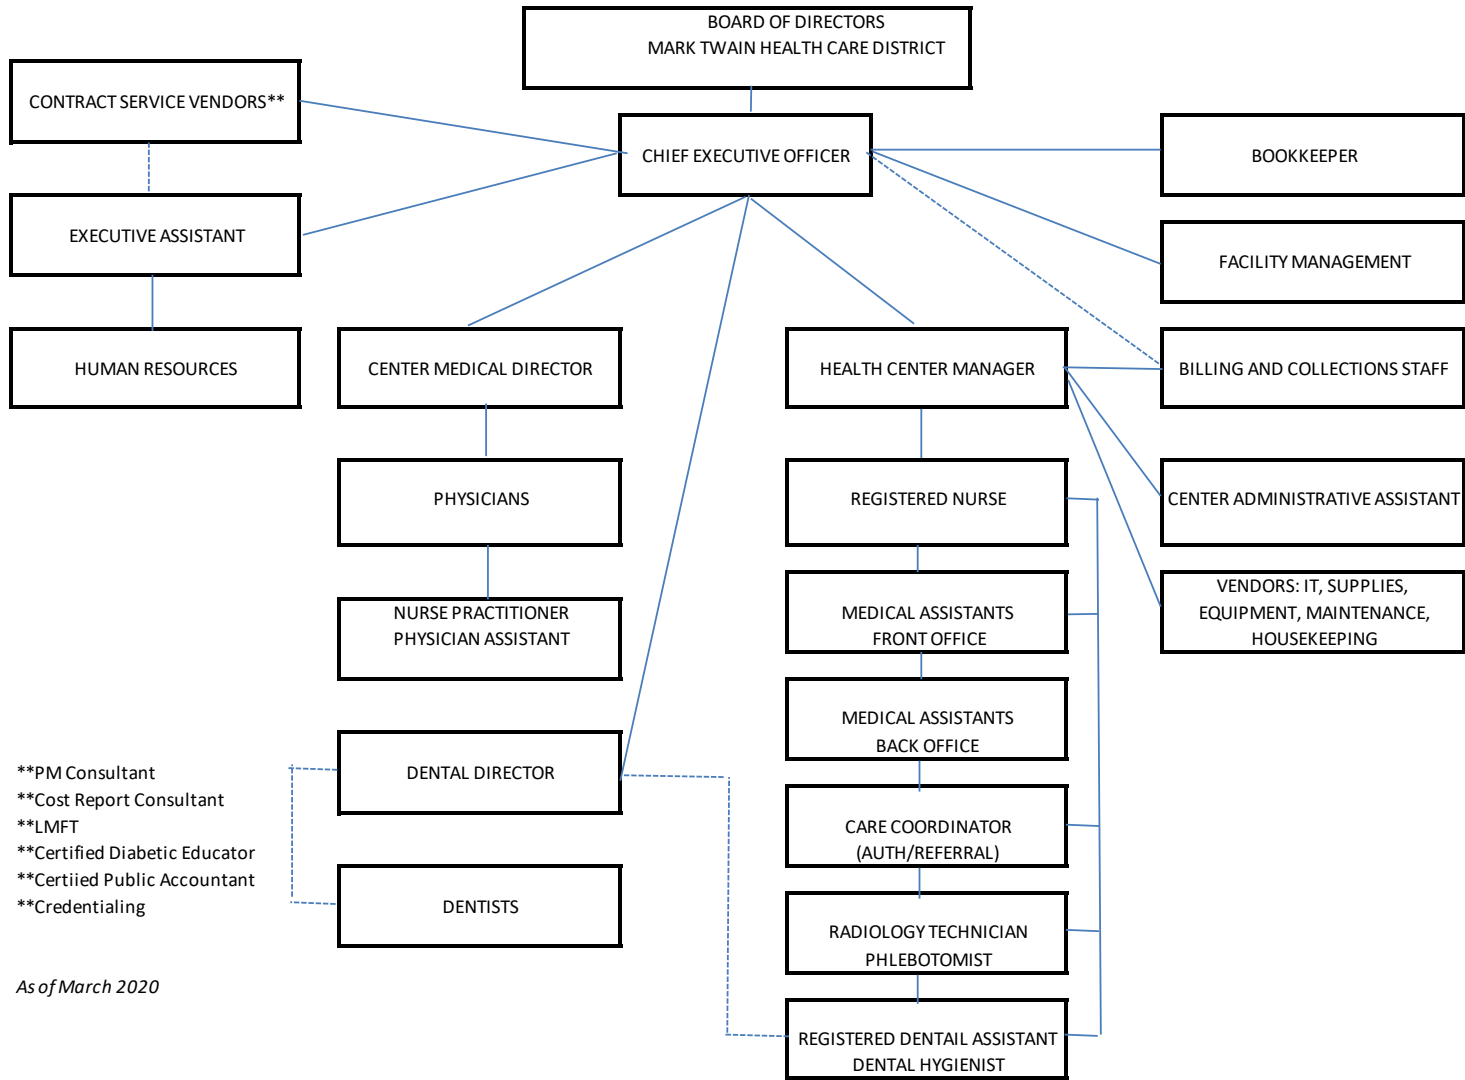 BOARD OF DIRECTORS
MARK TWAIN HEALTH CARE DISTRICT
CONTRACT SERVICE VENDORS**
CHIEF EXECUTIVE OFFICER
BOOKKEEPER
EXECUTIVE ASSISTANT
FACILITY MANAGEMENT
HUMAN RESOURCES
CENTER MEDICAL DIRECTOR
HEALTH CENTER MANAGER
BILLING AND COLLECTIONS STAFF
PHYSICIANS
REGISTERED NURSE
CENTER ADMINISTRATIVE ASSISTANT
NURSE PRACTITIONER
PHYSICIAN ASSISTANT
MEDICAL ASSISTANTS
FRONT OFFICE
VENDORS: IT, SUPPLIES,
EQUIPMENT, MAINTENANCE,
HOUSEKEEPING
MEDICAL ASSISTANTS
BACK OFFICE
DENTAL DIRECTOR
**PM Consultant
**Cost Report Consultant
**LMFT
**Certified Diabetic Educator
**Certiied Public Accountant
**Credentialing
CARE COORDINATOR
(AUTH/REFERRAL)
DENTISTS
RADIOLOGY TECHNICIAN
PHLEBOTOMIST
As of March 2020
REGISTERED DENTAIL ASSISTANT
DENTAL HYGIENIST